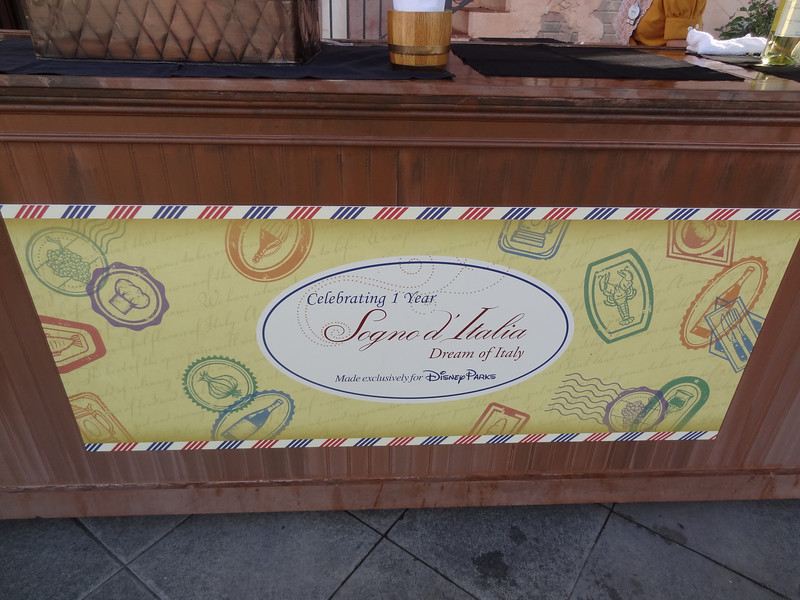 Celebrating 1 Year
Sogno d'Italia
Dream of Italy
Made exclusively for Disney Parks